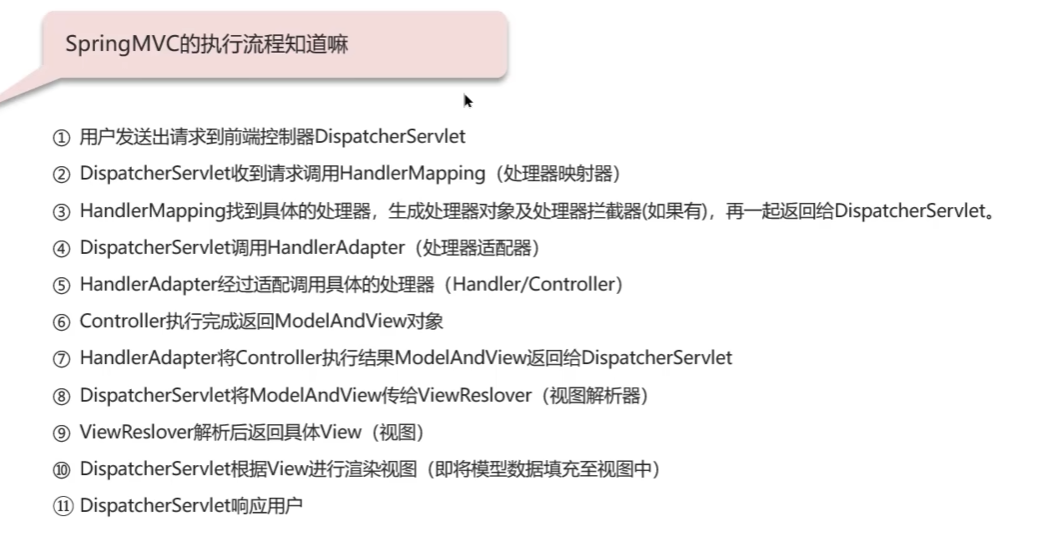 SpringMVC的执行流程知道嘛
① 用户发送出请求到前端控制器DispatcherServlet
② DispatcherServlet收到请求调用HandlerMapping（处理器映射器）
③ HandlerMapping找到具体的处理器，生成处理器对象及处理器拦截器(如果有)，再一起返回给DispatcherServlet。
④ DispatcherServlet调用HandlerAdapter（处理器适配器）
⑤ HandlerAdapter经过适配调用具体的处理器（Handler/Controller）
⑥ Controller执行完成返回ModelAndView对象
⑦ HandlerAdapter将Controller执行结果ModelAndView返回给DispatcherServlet
⑧ DispatcherServlet将ModelAndView传给ViewReslover（视图解析器）
⑨ ViewReslover解析后返回具体View（视图）
⑩ DispatcherServlet根据View进行渲染视图（即将模型数据填充至视图中）
⑪ DispatcherServlet响应用户